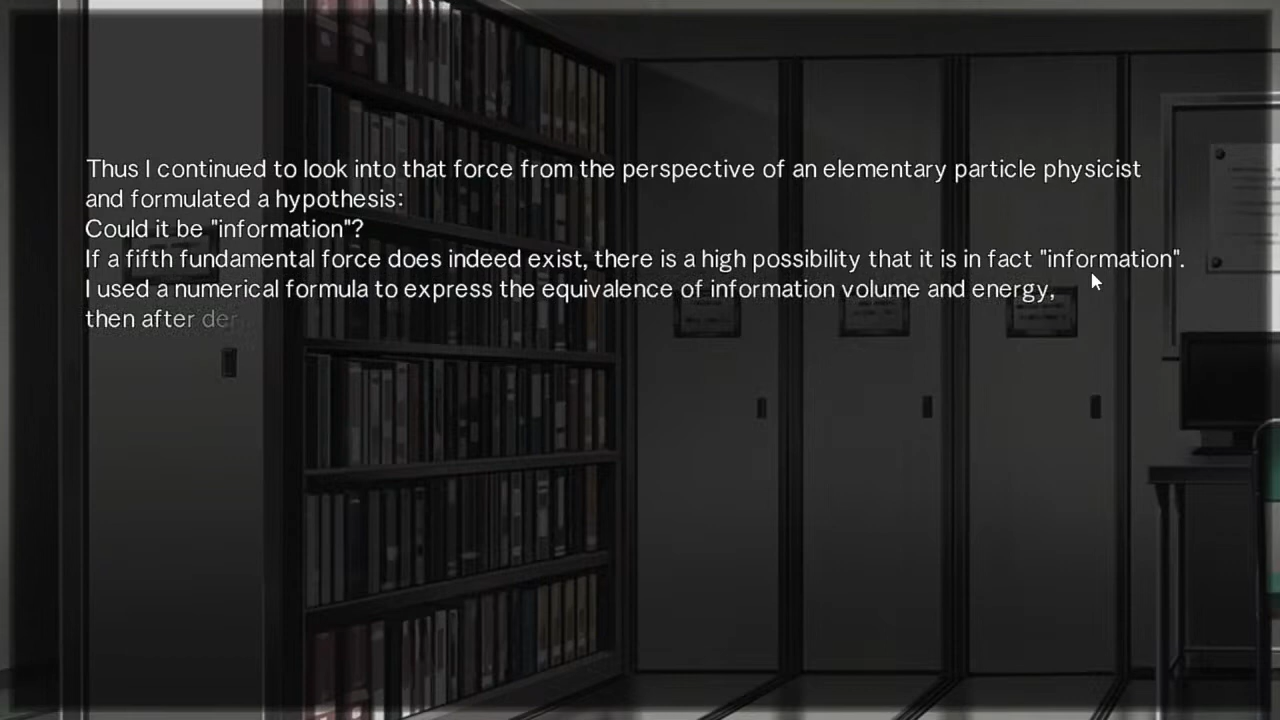 Thus I continued to look into that force from the perspective of an elementary particle physicist
and formulated a hypothesis:
Could it be "information"?
If a fifth fundamental force does indeed exist, there is a high possibility that it is in fact "information".
I used a numerical formula to express the equivalence of information volume and energy,
then after der